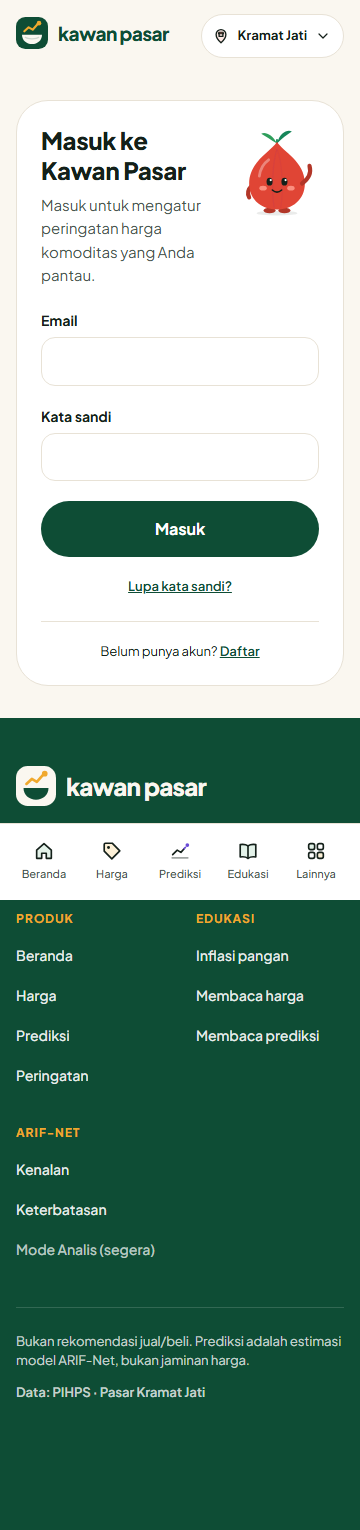 kawan pasar
Kramat Jati
Masuk ke
Kawan Pasar
Masuk untuk mengatur
peringatan harga
komoditas yang Anda
pantau.
Email
Kata sandi
Masuk
Lupa kata sandi?
Belum punya akun? Daftar
kawan pasar
Beranda
Harga
Prediksi
Edukasi
Lainnya
PRODUK
Beranda
Harga
Prediksi
Peringatan
EDUKASI
Inflasi pangan
Membaca harga
Membaca prediksi
ARIF-NET
Kenalan
Keterbatasan
Mode Analis (segera)
Bukan rekomendasi jual/beli. Prediksi adalah estimasi
model ARIF-Net, bukan jaminan harga.
Data: PIHPS · Pasar Kramat Jati